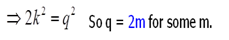 ⇒ 2k² = q² So q = 2m for some m.